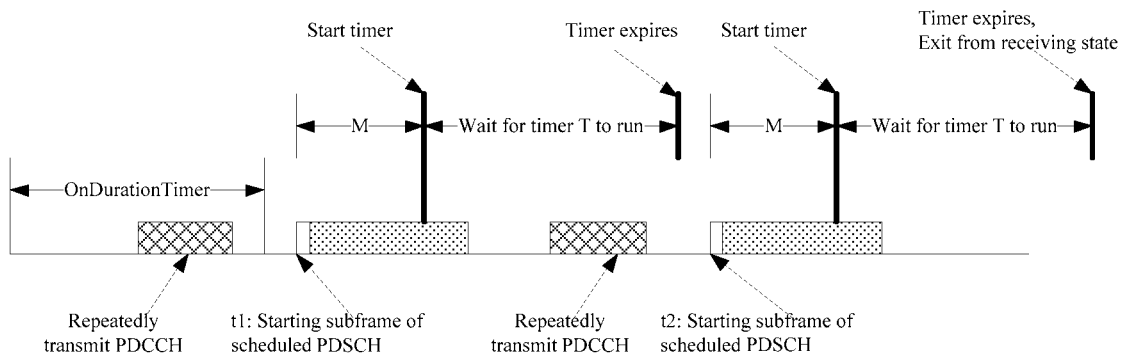 Start timer
Timer expires
Start timer
Timer expires,
Exit from receiving state
M
Wait for timer T to run
M
Wait for timer T to run
OnDurationTimer
Repeatedly
transmit PDCCH
t1: Starting subframe of
scheduled PDSCH
Repeatedly
transmit PDCCH
t2: Starting subframe of
scheduled PDSCH